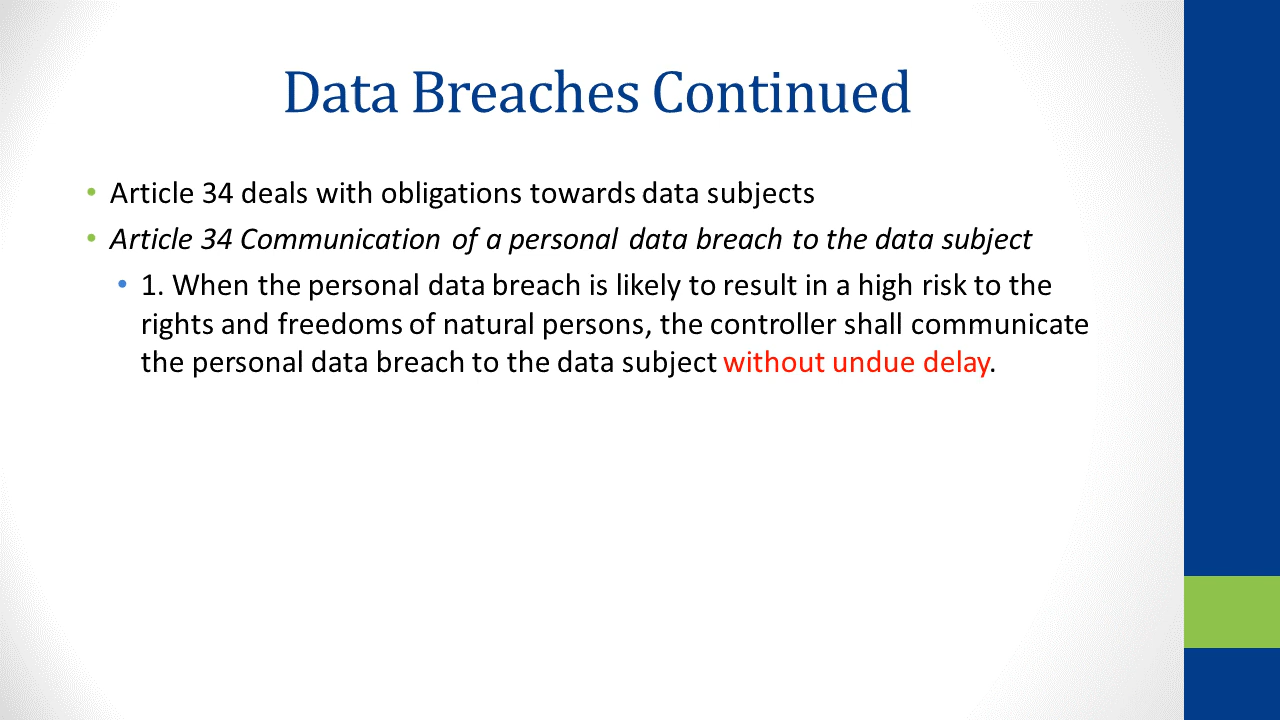 Data Breaches Continued
• Article 34 deals with obligations towards data subjects
• Article 34 Communication of a personal data breach to the data subject
• 1. When the personal data breach is likely to result in a high risk to the
rights and freedoms of natural persons, the controller shall communicate
the personal data breach to the data subject without undue delay.